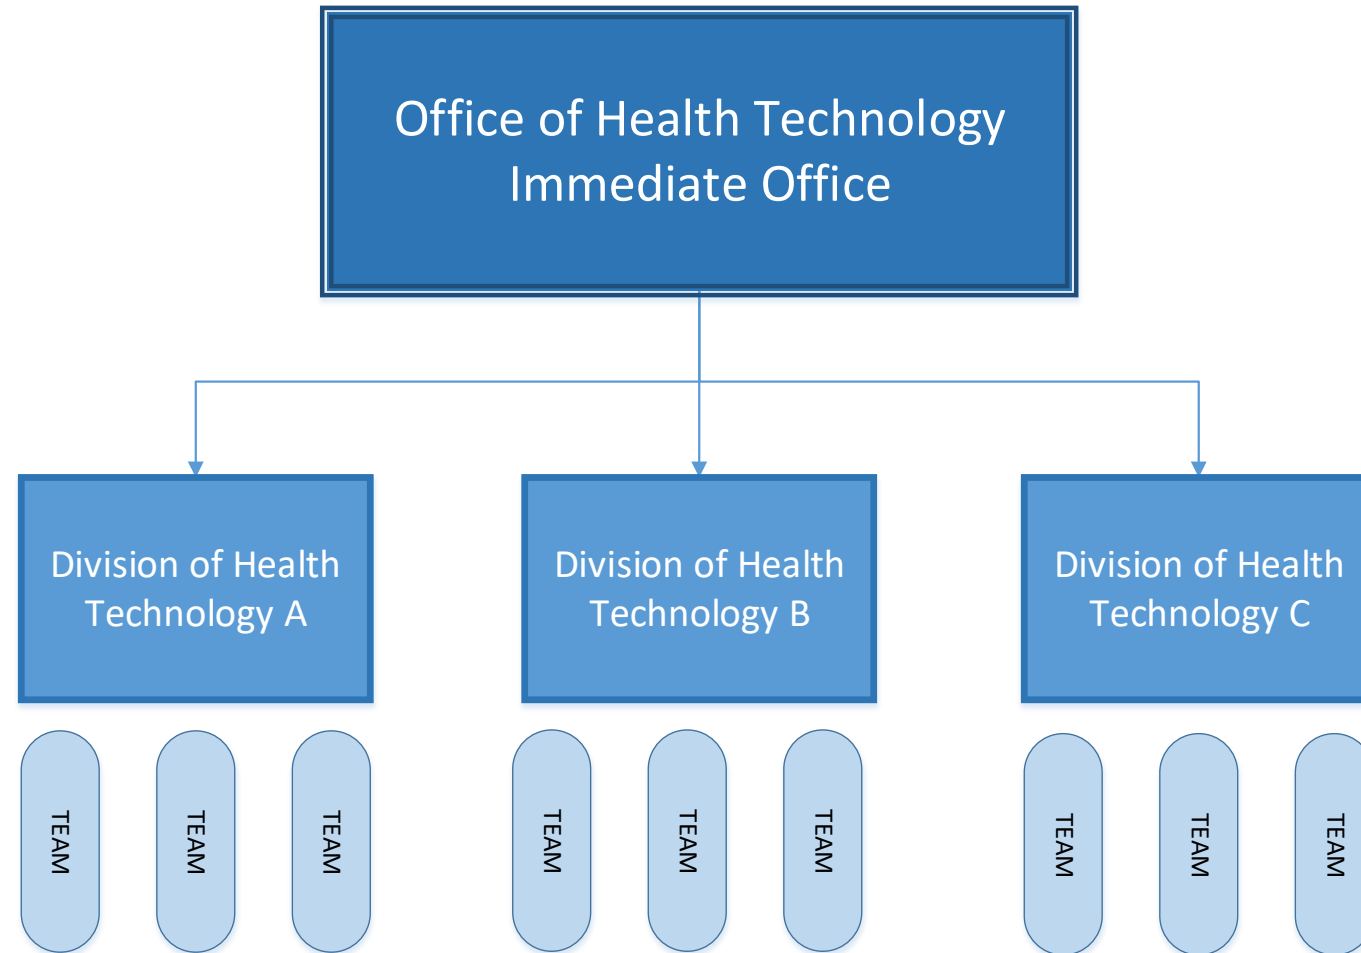 Office of Health Technology
Immediate Office
Division of Health
Technology A
Division of Health
Technology B
Division of Health
Technology C
TEAM
TEAM
TEAM
TEAM
TEAM
TEAM
TEAM
TEAM
TEAM